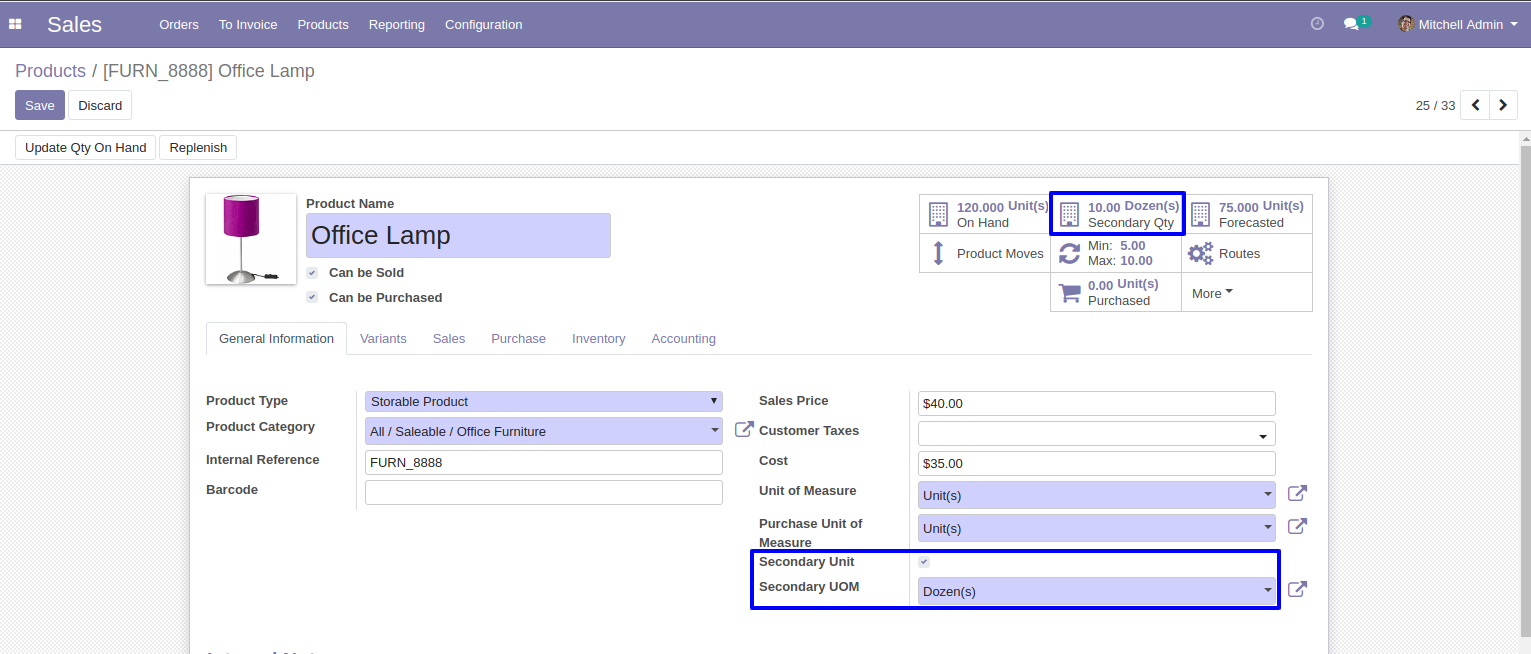 Sales
Orders To Invoice Products Reporting Configuration
1 Mitchell Admin
Products / [FURN_8888] Office Lamp
Save Discard
25 / 33
Update Qty On Hand Replenish
Product Name
Office Lamp
Can be Sold
Can be Purchased
120.000 Unit(s)
On Hand
10.00 Dozen(s)
Secondary Qty
75.000 Unit(s)
Forecasted
Product Moves
Min: 5.00
Max: 10.00
Routes
0.00 Unit(s)
Purchased
More
General Information Variants Sales Purchase Inventory Accounting
Product Type Storable Product
Product Category All / Saleable / Office Furniture
Internal Reference FURN_8888
Barcode
Sales Price $40.00
Customer Taxes
Cost $35.00
Unit of Measure Unit(s)
Purchase Unit of
Measure Unit(s)
Secondary Unit
Secondary UOM Dozen(s)